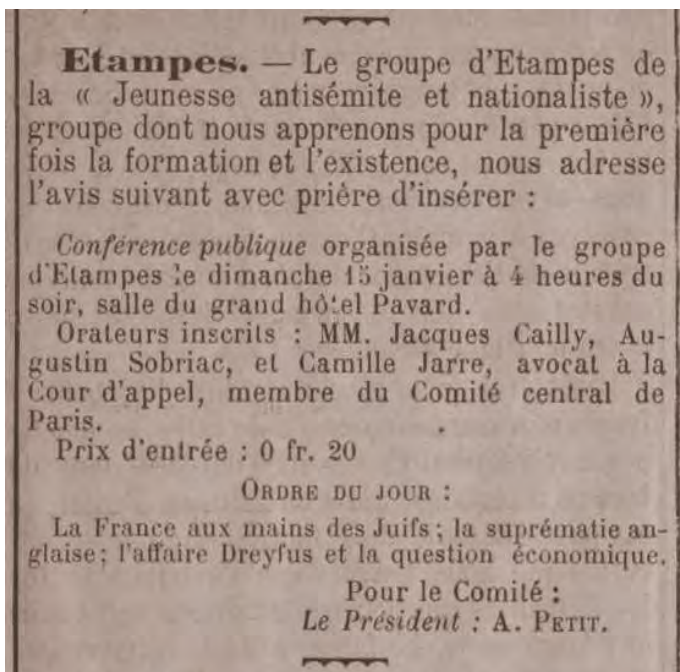 Etampes. — Le groupe d'Etampes de
la « Jeunesse antisémite et nationaliste »,
groupe dont nous apprenons pour la première
fois la formation et l'existence, nous adresse
l'avis suivant avec prière d'insérer :
Conférence publique organisée par le groupe
d'Etampes le dimanche 15 janvier à 4 heures du
soir, salle du grand hôtel Pavard.
Orateurs inscrits : MM. Jacques Cailly, Au-
gustin Sobriac, et Camille Jarre, avocat à la
Cour d'appel, membre du Comité central de
Paris.
Prix d'entrée : 0 fr. 20
ORDRE DU JOUR :
La France aux mains des Juifs ; la suprématie an-
glaise ; l'affaire Dreyfus et la question économique.
Pour le Comité :
Le Président : A. PETIT.